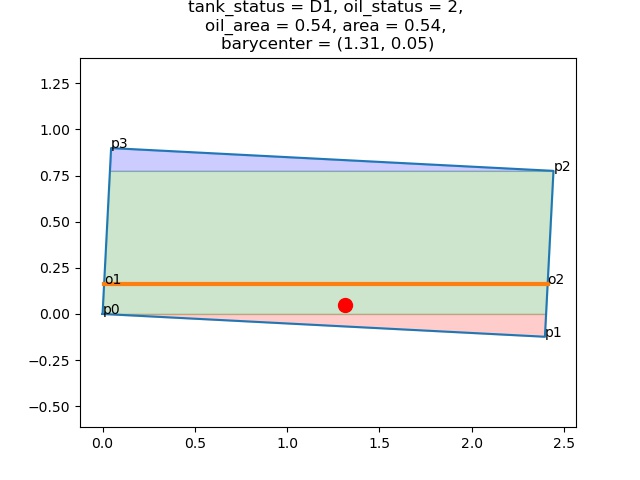 tank_status = D1, oil_status = 2,
oil_area = 0.54, area = 0.54,
barycenter = (1.31, 0.05)
1.25
1.00
0.75
0.50
0.25
0.00
−0.25
−0.50
p3
p2
o1
o2
p0
p1
0.0
0.5
1.0
1.5
2.0
2.5